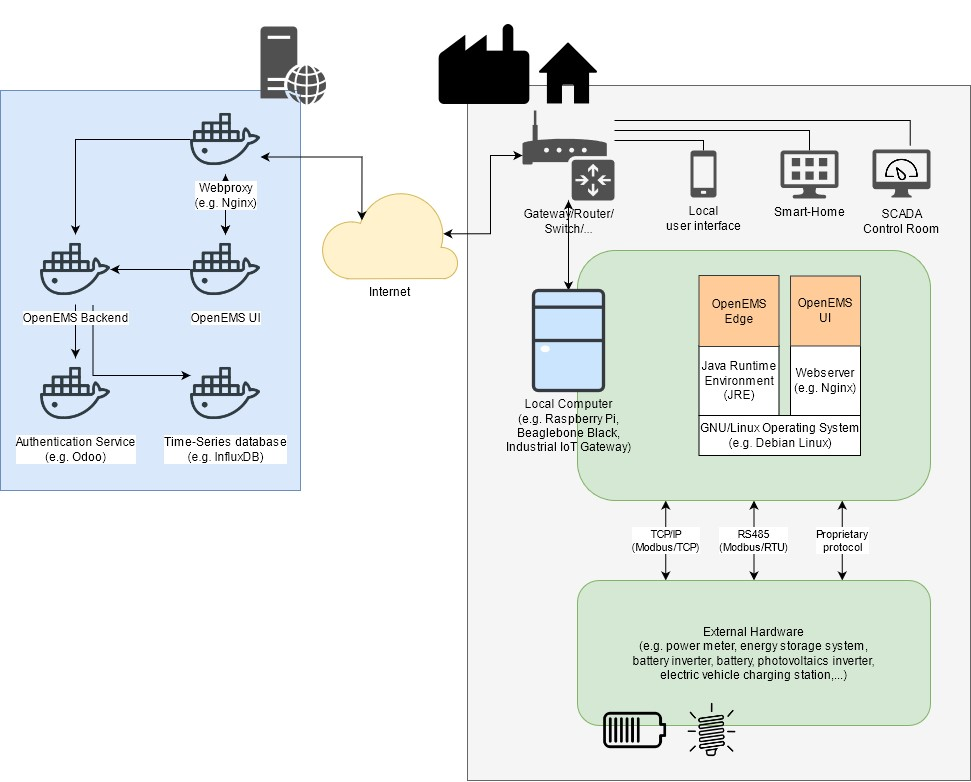 Webproxy
(e.g. Nginx)
OpenEMS Backend
OpenEMS UI
Authentication Service
(e.g. Odoo)
Time-Series database
(e.g. InfluxDB)
Internet
Gateway/Router/
Switch/...
Local
user interface
Smart-Home
SCADA
Control Room
Local Computer
(e.g. Raspberry Pi,
Beaglebone Black,
Industrial IoT Gateway)
OpenEMS
Edge
OpenEMS
UI
Java Runtime
Environment
(JRE)
Webserver
(e.g. Nginx)
GNU/Linux Operating System
(e.g. Debian Linux)
TCP/IP
(Modbus/TCP)
RS485
(Modbus/RTU)
Proprietary
protocol
External Hardware
(e.g. power meter, energy storage system,
battery inverter, battery, photovoltaics inverter,
electric vehicle charging station,...)